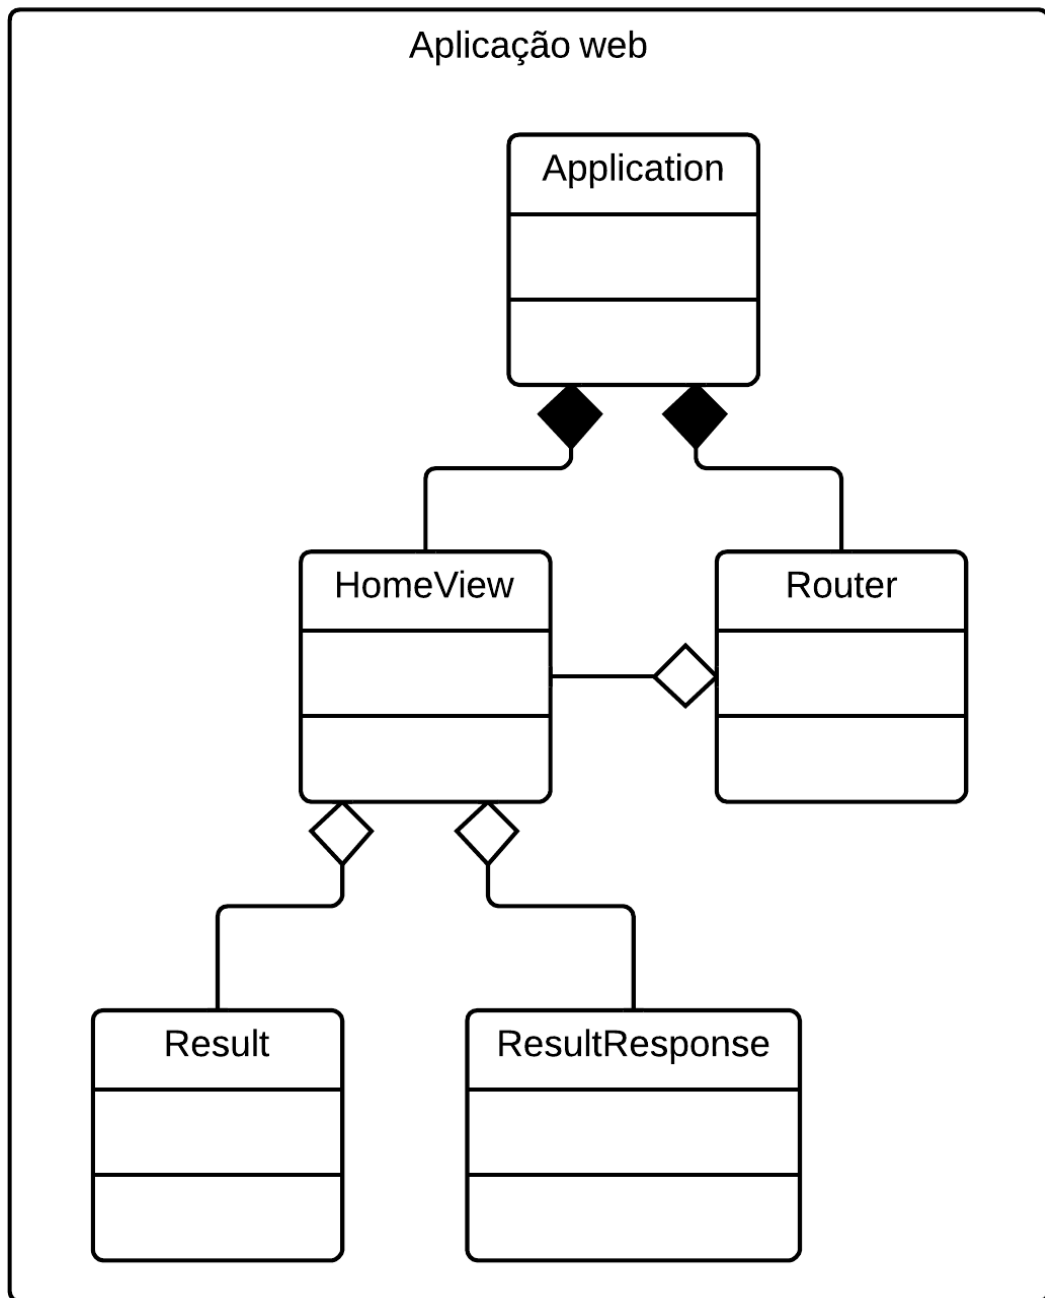 Aplicação web
Application
HomeView
Router
Result
ResultResponse